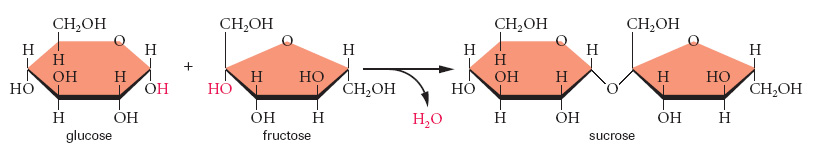 CH₂OH CH₂OH CH₂OH CH₂OH
H O H O H H O H O H
H H
HO OH H OH + HO H HO CH₂OH HO OH H O H HO CH₂OH
H OH OH H H₂O H OH OH H
glucose fructose sucrose